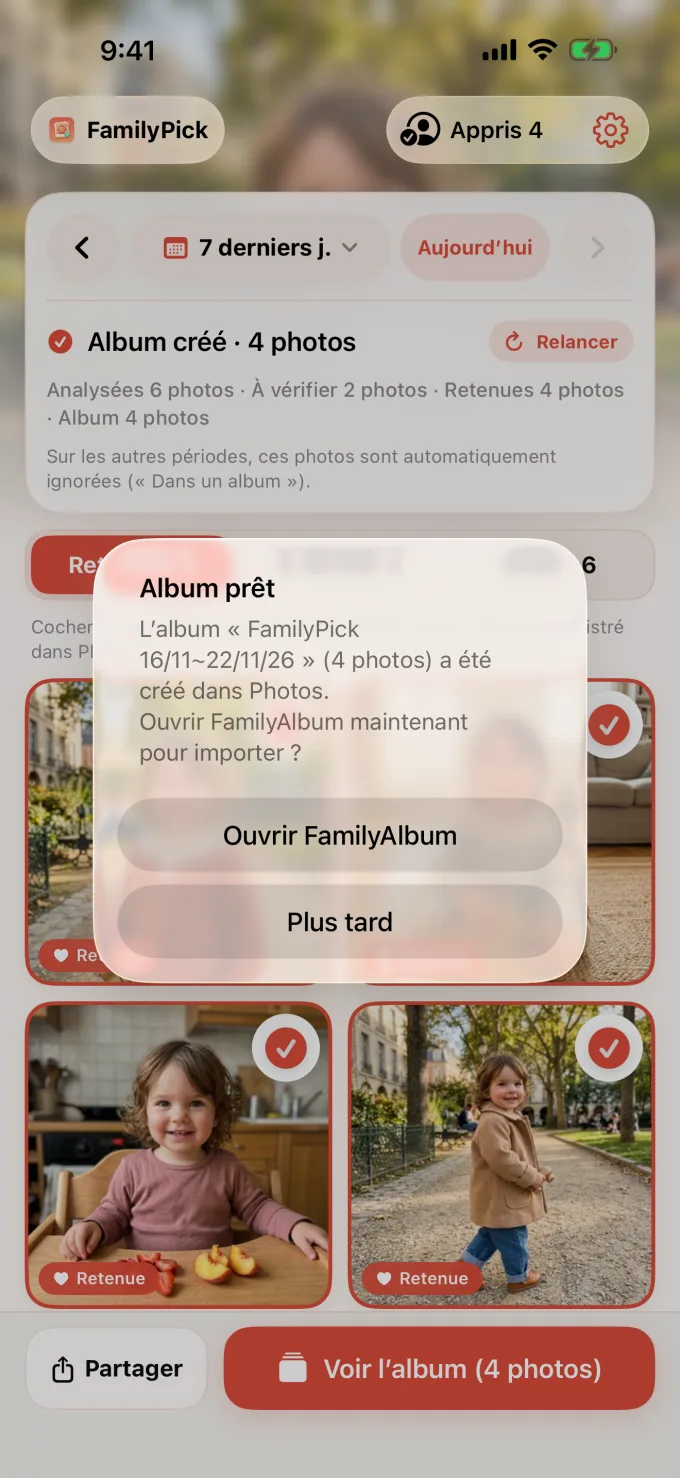 9:41
FamilyPick
Appris 4
7 derniers j.
Aujourd’hui
Album créé · 4 photos
Relancer
Analysées 6 photos · À vérifier 2 photos · Retenues 4 photos
· Album 4 photos
Sur les autres périodes, ces photos sont automatiquement
ignorées (« Dans un album »).
6
Album prêt
L’album « FamilyPick
16/11~22/11/26 » (4 photos) a été
créé dans Photos.
Ouvrir FamilyAlbum maintenant
pour importer ?
Ouvrir FamilyAlbum
Plus tard
Retenue
Retenue
Partager
Voir l’album (4 photos)